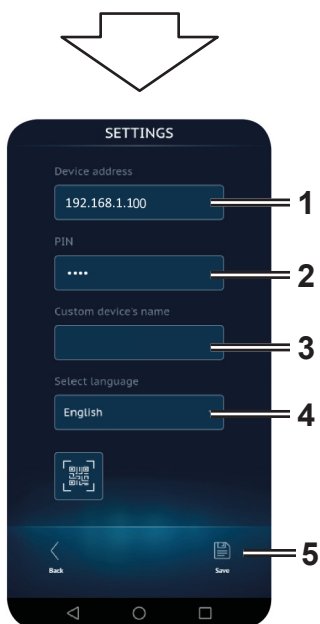 SETTINGS
Device address
192.168.1.100
1
PIN
••••
2
Custom device's name
3
Select language
English
4
Back
Save
5